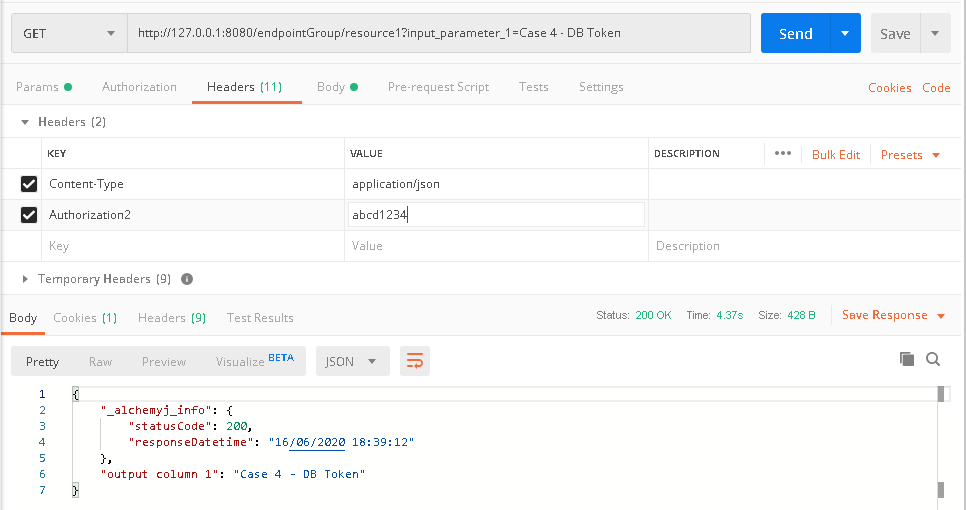 GET http://127.0.0.1:8080/endpointGroup/resource1?input_parameter_1=Case 4 - DB Token Send Save
Params Authorization Headers (11) Body Pre-request Script Tests Settings Cookies Code
Headers (2)
KEY VALUE DESCRIPTION ••• Bulk Edit Presets
Content-Type application/json
Authorization2 abcd1234
Key Value Description
Temporary Headers (9) i
Body Cookies (1) Headers (9) Test Results Status: 200 OK Time: 4.37s Size: 428 B Save Response
Pretty Raw Preview Visualize BETA JSON
1 {
2 "_alchemyj_info": {
3 "statusCode": 200,
4 "responseDatetime": "16/06/2020 18:39:12"
5 },
6 "output column 1": "Case 4 - DB Token"
7 }